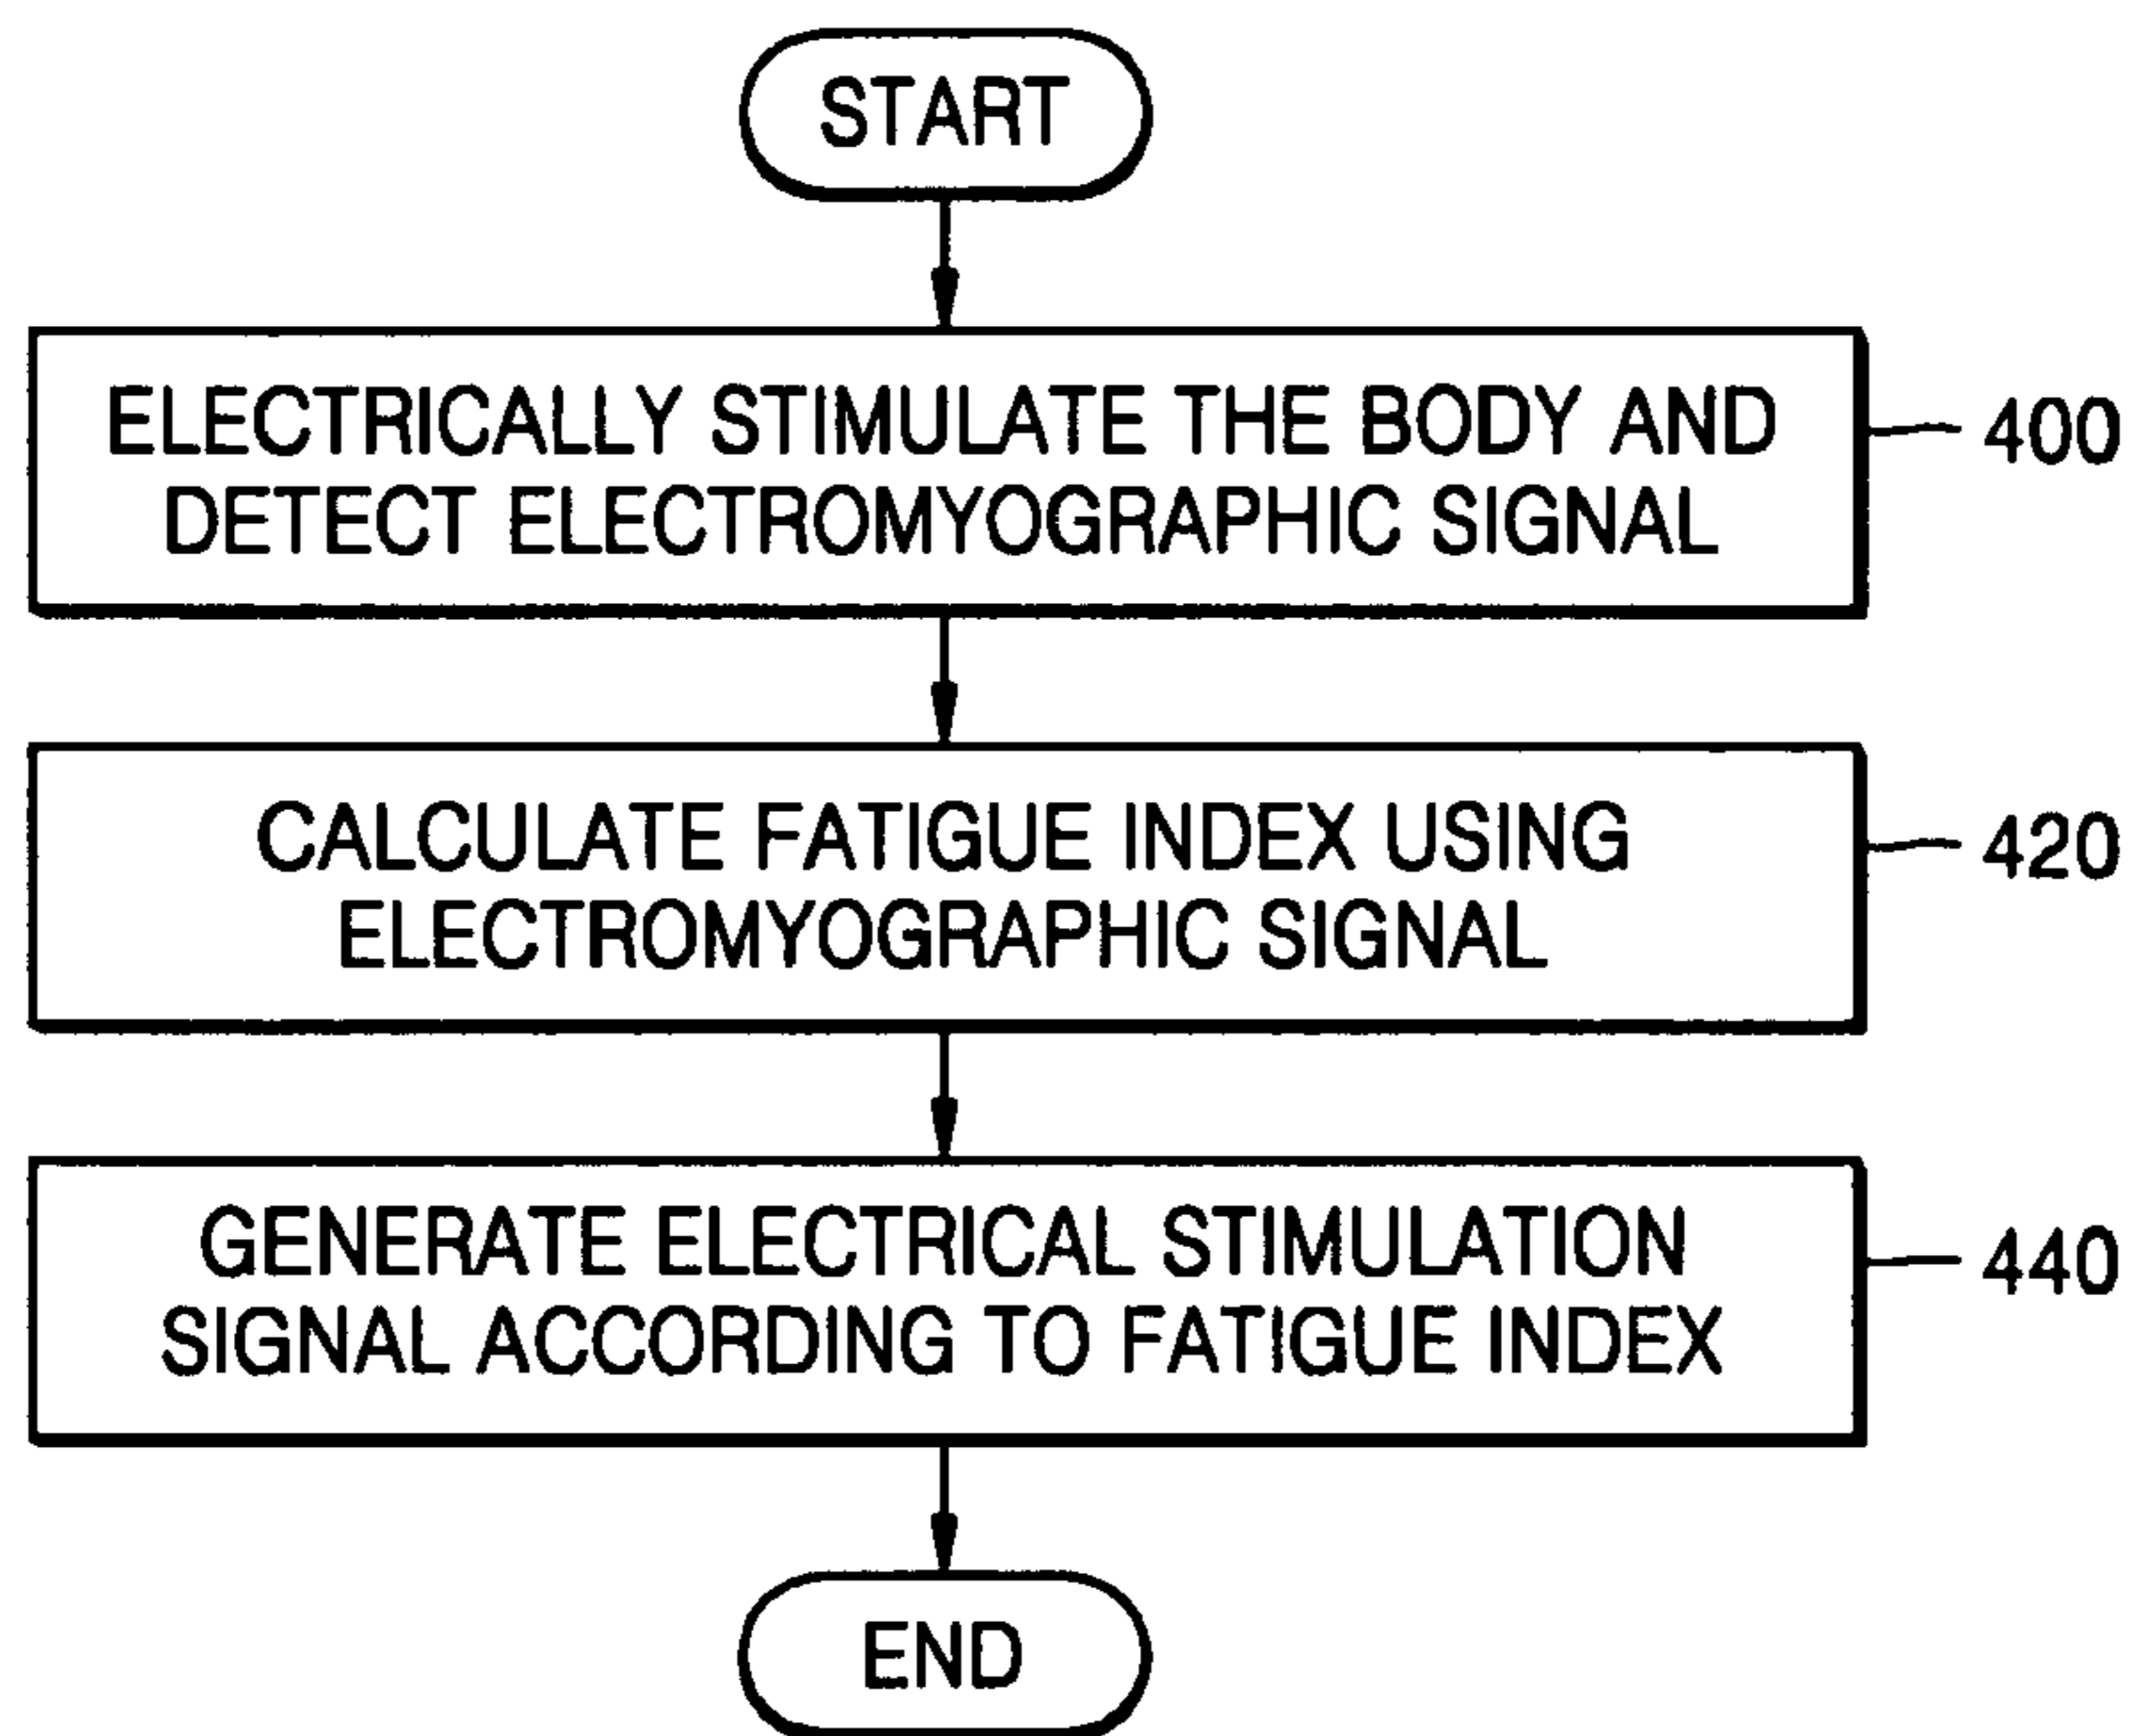 START
ELECTRICALLY STIMULATE THE BODY AND
DETECT ELECTROMYOGRAPHIC SIGNAL
400
CALCULATE FATIGUE INDEX USING
ELECTROMYOGRAPHIC SIGNAL
420
GENERATE ELECTRICAL STIMULATION
SIGNAL ACCORDING TO FATIGUE INDEX
440
END